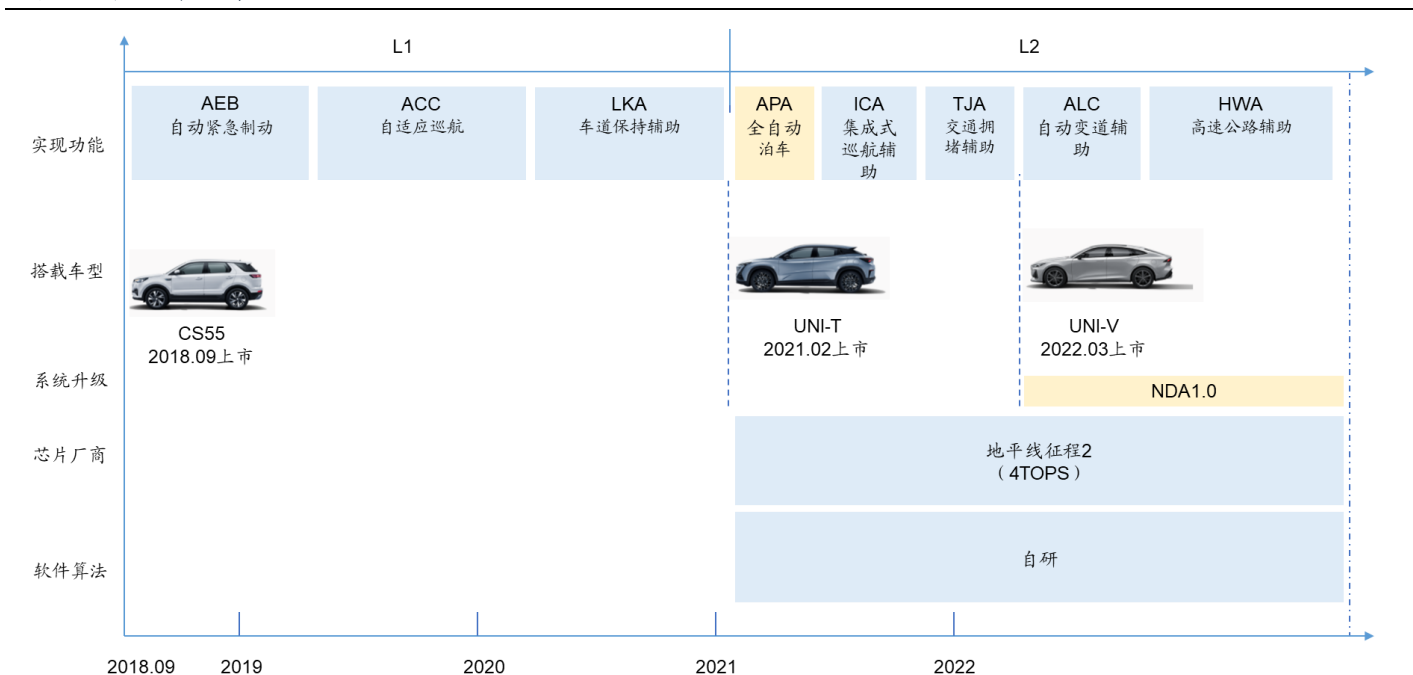 L1
L2
实现功能
AEB
自动紧急制动
ACC
自适应巡航
LKA
车道保持辅助
APA
全自动
泊车
ICA
集成式
巡航辅
助
TJA
交通拥
堵辅助
ALC
自动变道辅
助
HWA
高速公路辅助
搭载车型
CS55
2018.09上市
UNI-T
2021.02上市
UNI-V
2022.03上市
系统升级
NDA1.0
芯片厂商
地平线征程2
（4TOPS）
软件算法
自研
2018.09
2019
2020
2021
2022